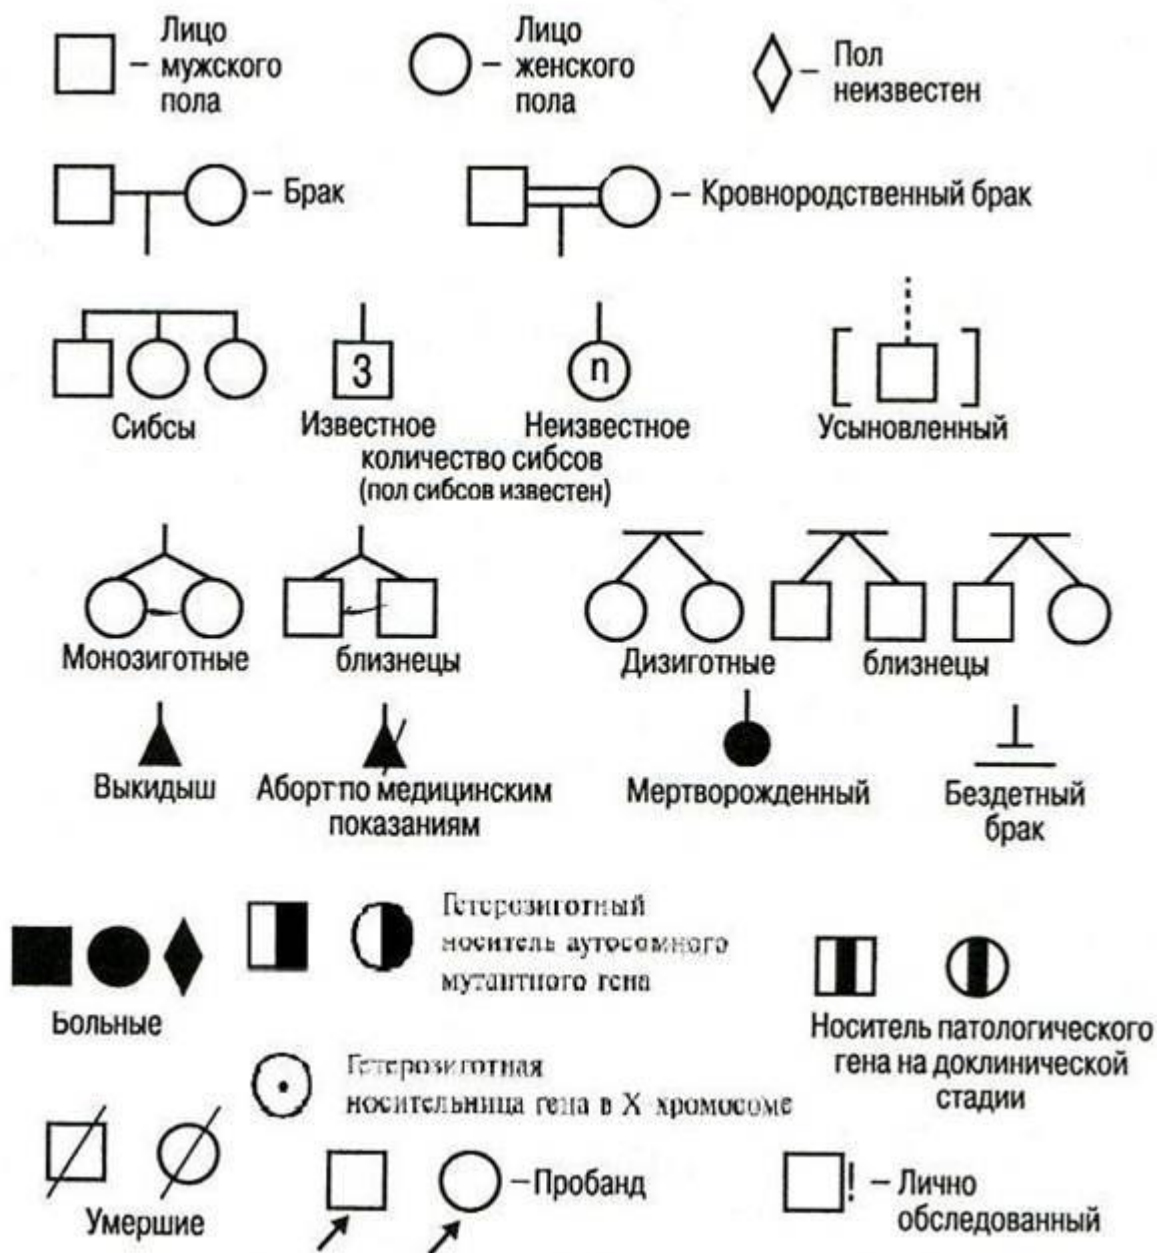 Лицо
– мужского
пола
Лицо
– женского
пола
– Пол
неизвестен
– Брак
– Кровнородственный брак
Сибсы
3
Известное
n
Неизвестное
количество сибсов
(пол сибсов известен)
Усыновленный
Монозиготные близнецы
Дизиготные близнецы
Выкидыш
Аборт по медицинским
показаниям
Мертворожденный
Бездетный
брак
Больные
Гетерозиготный
носитель аутосомного
мутантного гена
Носитель патологического
гена на доклинической
стадии
Гетерозиготная
носительница гена в X хромосоме
Умершие
– Пробанд
! – Лично
обследованный